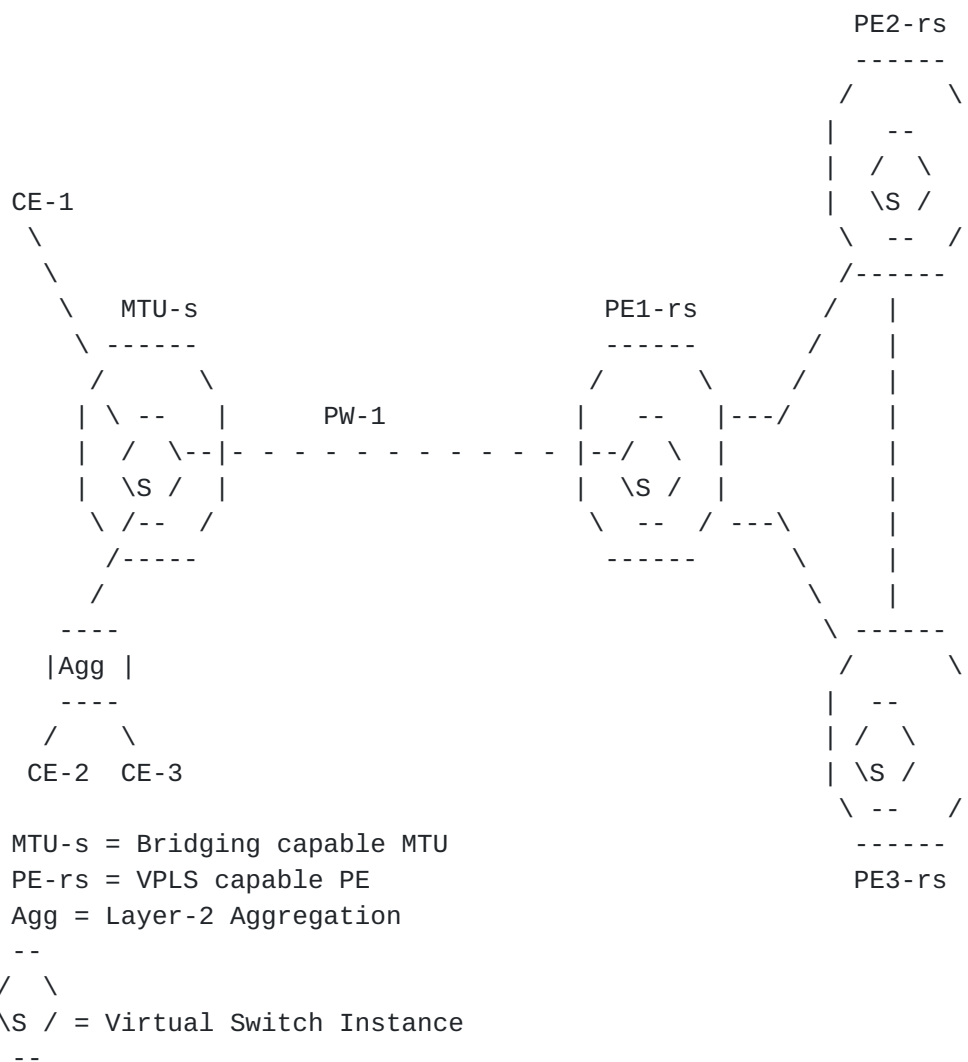 PE2-rs
S
CE-1
MTU-s PE1-rs
PW-1
S S
Agg
CE-2 CE-3
S
MTU-s = Bridging capable MTU
PE-rs = VPLS capable PE PE3-rs
Agg = Layer-2 Aggregation
S = Virtual Switch Instance